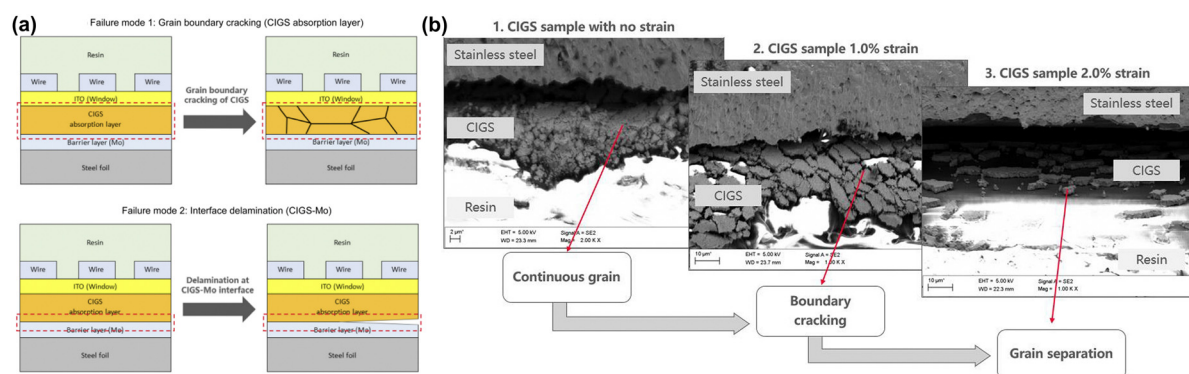 (a)
Failure mode 1: Grain boundary cracking (CIGS absorption layer)
Resin
Wire
Wire
Wire
ITO (Window)
CIGS
absorption layer
Barrier layer (Mo)
Steel foil
Grain boundary
cracking of CIGS
Resin
Wire
Wire
Wire
ITO (Window)
Barrier layer (Mo)
Steel foil
Failure mode 2: Interface delamination (CIGS-Mo)
Resin
Wire
Wire
Wire
ITO (Window)
CIGS
absorption layer
Barrier layer (Mo)
Steel foil
Delamination at
CIGS-Mo interface
Resin
Wire
Wire
Wire
ITO (Window)
CIGS
absorption layer
Barrier layer (Mo)
Steel foil
(b)
1. CIGS sample with no strain
Stainless steel
CIGS
Resin
2 µm
EHT = 5.00 kV
WD = 23.3 mm
Signal A = SE2
Mag = 2.00 K X
2. CIGS sample 1.0% strain
Stainless steel
CIGS
10 µm
EHT = 5.00 kV
WD = 23.7 mm
Signal A = SE2
Mag = 1.00 K X
3. CIGS sample 2.0% strain
Stainless steel
CIGS
Resin
10 µm
EHT = 5.00 kV
WD = 22.3 mm
Signal A = SE2
Mag = 1.00 K X
Continuous grain
Boundary
cracking
Grain separation